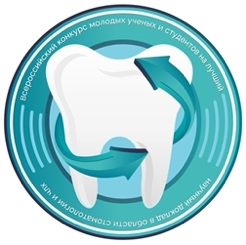 Всероссийский конкурс молодых ученых и студентов на лучший
научный доклад в области стоматологии и члх